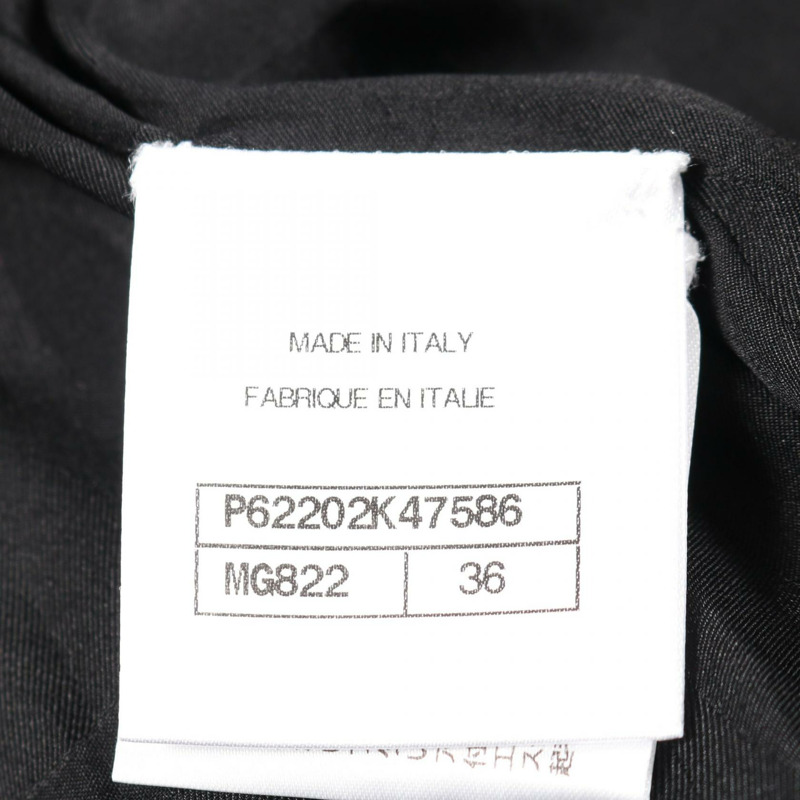 MADE IN ITALY
FABRIQUE EN ITALIE
P62202K47586
MG822 36